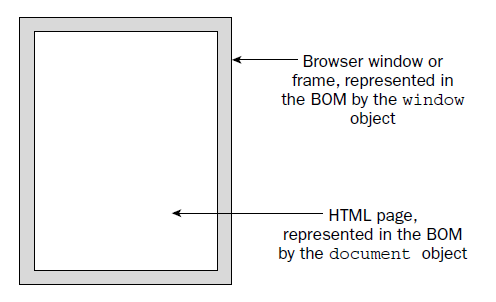 Browser window or
frame, represented in
the BOM by the window
object
HTML page,
represented in the BOM
by the document object